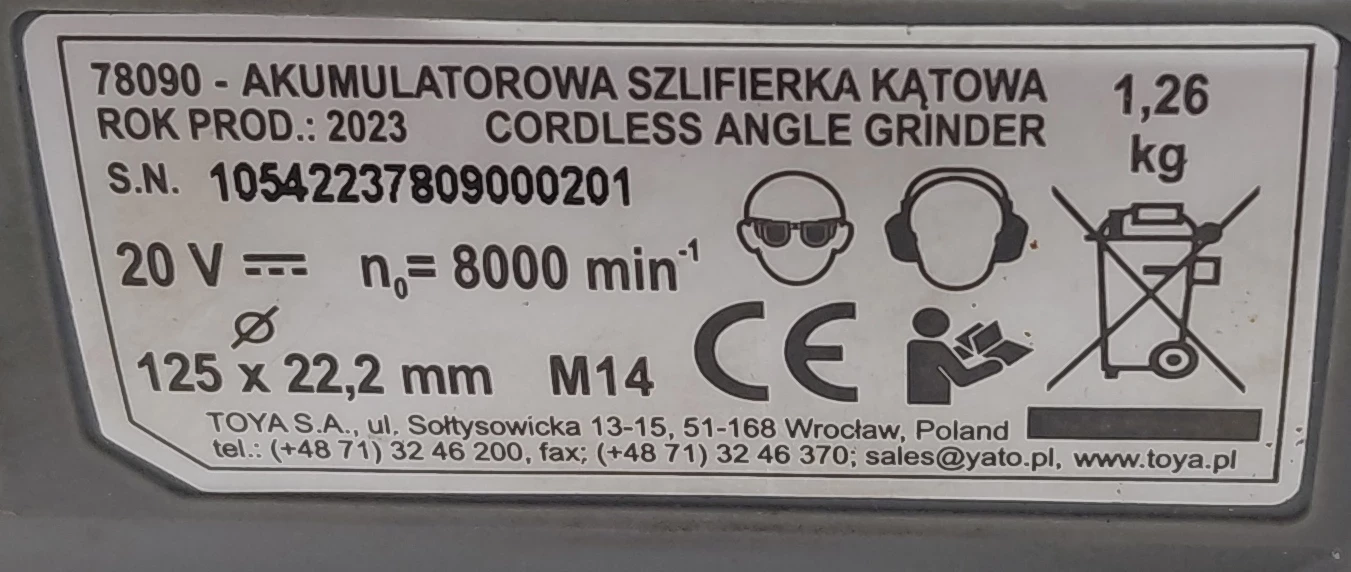 78090 - AKUMULATOROWA SZLIFIERKA KĄTOWA
1,26 kg
ROK PROD.: 2023 CORDLESS ANGLE GRINDER
S.N. 10542237809000201
20 V ⎓ n₀= 8000 min⁻¹
Ø
125 x 22,2 mm M14 CE
TOYA S.A., ul. Sołtysowicka 13-15, 51-168 Wrocław, Poland
tel.: (+48 71) 32 46 200, fax; (+48 71) 32 46 370; sales@yato.pl, www.toya.pl